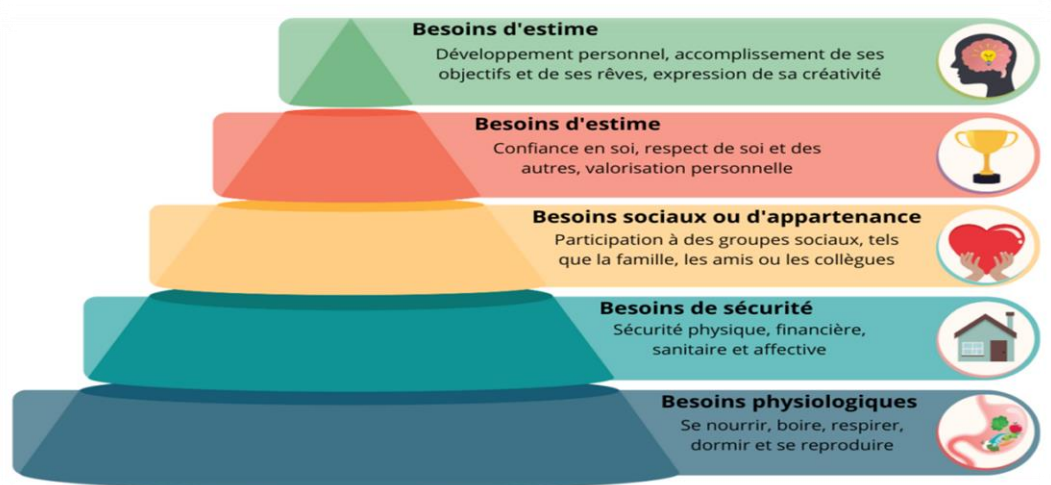 Besoins d'estime
Développement personnel, accomplissement de ses
objectifs et de ses rêves, expression de sa créativité
Besoins d'estime
Confiance en soi, respect de soi et des
autres, valorisation personnelle
Besoins sociaux ou d'appartenance
Participation à des groupes sociaux, tels
que la famille, les amis ou les collègues
Besoins de sécurité
Sécurité physique, financière,
sanitaire et affective
Besoins physiologiques
Se nourrir, boire, respirer,
dormir et se reproduire